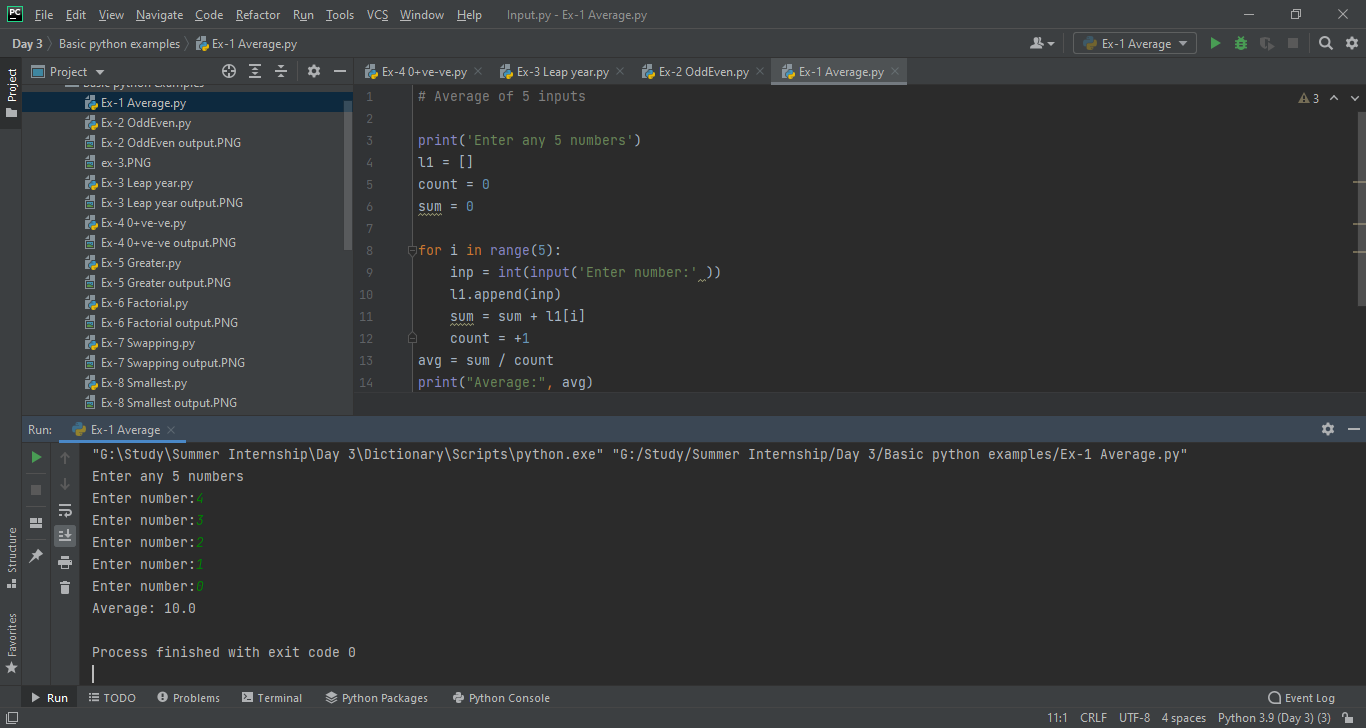 PC File Edit View Navigate Code Refactor Run Tools VCS Window Help Input.py - Ex-1 Average.py
Day 3 Basic python examples Ex-1 Average.py Ex-1 Average
Project Project
Ex-4 0+ve-ve.py Ex-3 Leap year.py Ex-2 OddEven.py Ex-1 Average.py
Basic python Examples
Ex-1 Average.py
Ex-2 OddEven.py
Ex-2 OddEven output.PNG
ex-3.PNG
Ex-3 Leap year.py
Ex-3 Leap year output.PNG
Ex-4 0+ve-ve.py
Ex-4 0+ve-ve output.PNG
Ex-5 Greater.py
Ex-5 Greater output.PNG
Ex-6 Factorial.py
Ex-6 Factorial output.PNG
Ex-7 Swapping.py
Ex-7 Swapping output.PNG
Ex-8 Smallest.py
Ex-8 Smallest output.PNG
1 # Average of 5 inputs 3
2
3 print('Enter any 5 numbers')
4 l1 = []
5 count = 0
6 sum = 0
7
8 for i in range(5):
9     inp = int(input('Enter number:' ))
10     l1.append(inp)
11     sum = sum + l1[i]
12     count = +1
13 avg = sum / count
14 print("Average:", avg)
Run: Ex-1 Average
"G:\Study\Summer Internship\Day 3\Dictionary\Scripts\python.exe" "G:/Study/Summer Internship/Day 3/Basic python examples/Ex-1 Average.py"
Enter any 5 numbers
Enter number:4
Enter number:3
Enter number:2
Enter number:1
Enter number:0
Average: 10.0
Process finished with exit code 0
Structure
Favorites
Run TODO Problems Terminal Python Packages Python Console Event Log
11:1 CRLF UTF-8 4 spaces Python 3.9 (Day 3) (3)